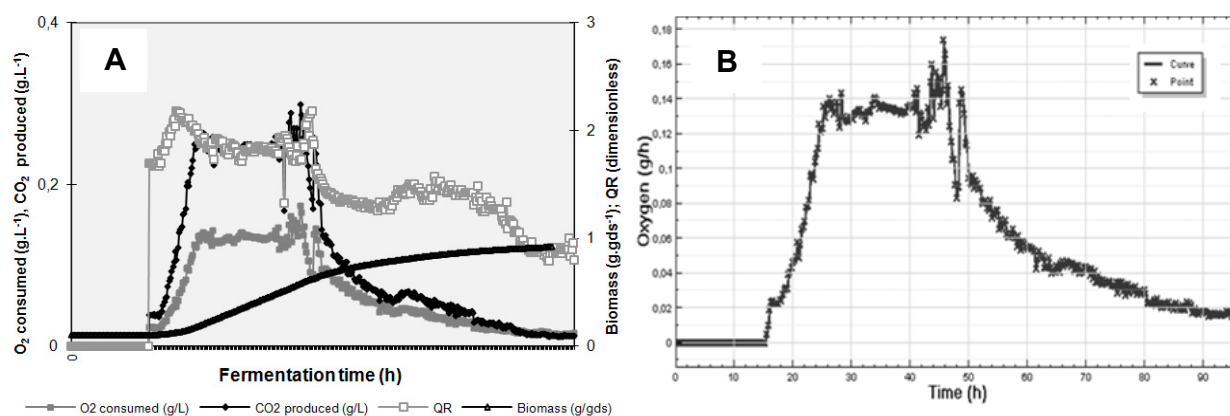 A
O₂ consumed (g.L⁻¹), CO₂ produced (g.L⁻¹)
0,4
0,2
0
0
Fermentation time (h)
3
2
1
0
Biomass (g.gds⁻¹); QR (dimensionless)
O2 consumed (g/L) CO2 produced (g/L) QR Biomass (g/gds)
B
Curve
Point
Oxygen (g/h)
0,18
0,16
0,14
0,12
0,10
0,08
0,06
0,04
0,02
0
0 10 20 30 40 50 60 70 80 90
Time (h)